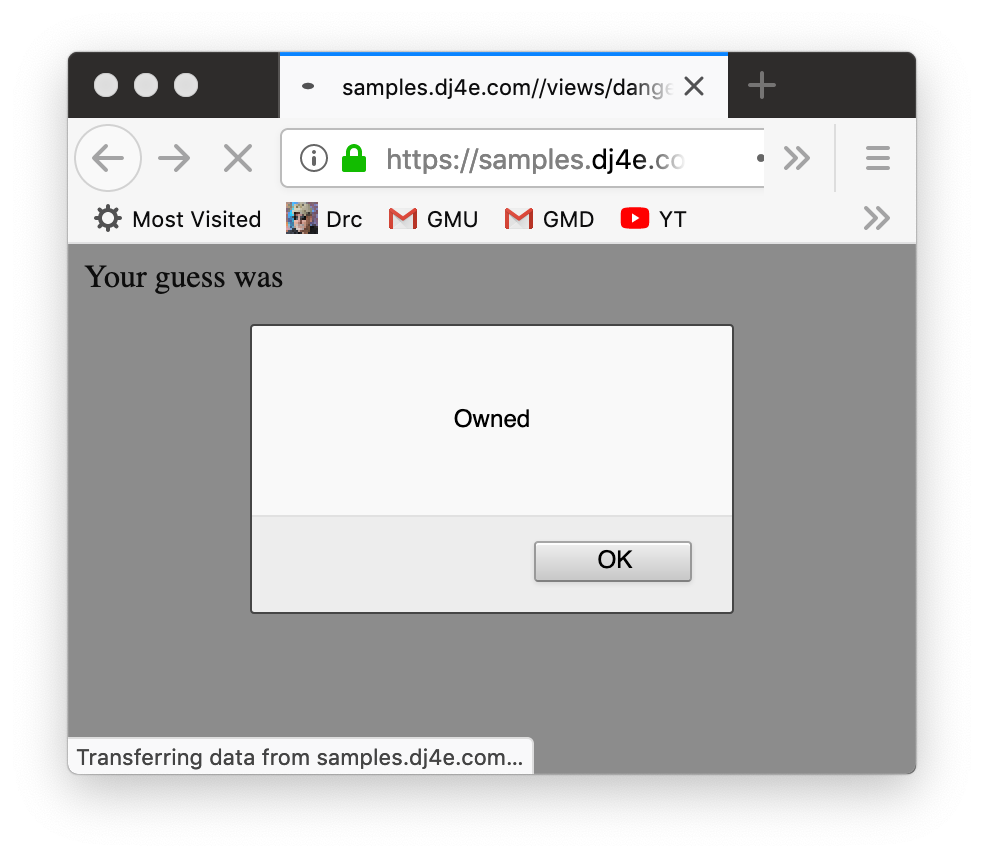 samples.dj4e.com//views/dange
https://samples.dj4e.co
Most Visited Drc GMU GMD YT
Your guess was
Owned
OK
Transferring data from samples.dj4e.com...